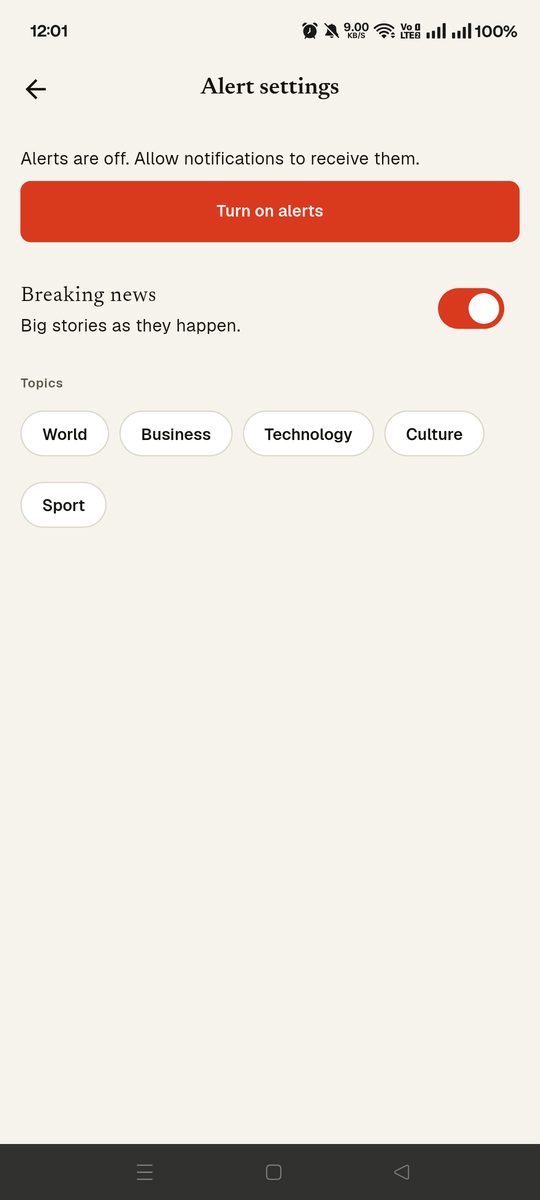 12:01 9.00 KB/S Vo LTE2 100%
Alert settings
Alerts are off. Allow notifications to receive them.
Turn on alerts
Breaking news
Big stories as they happen.
Topics
World Business Technology Culture
Sport